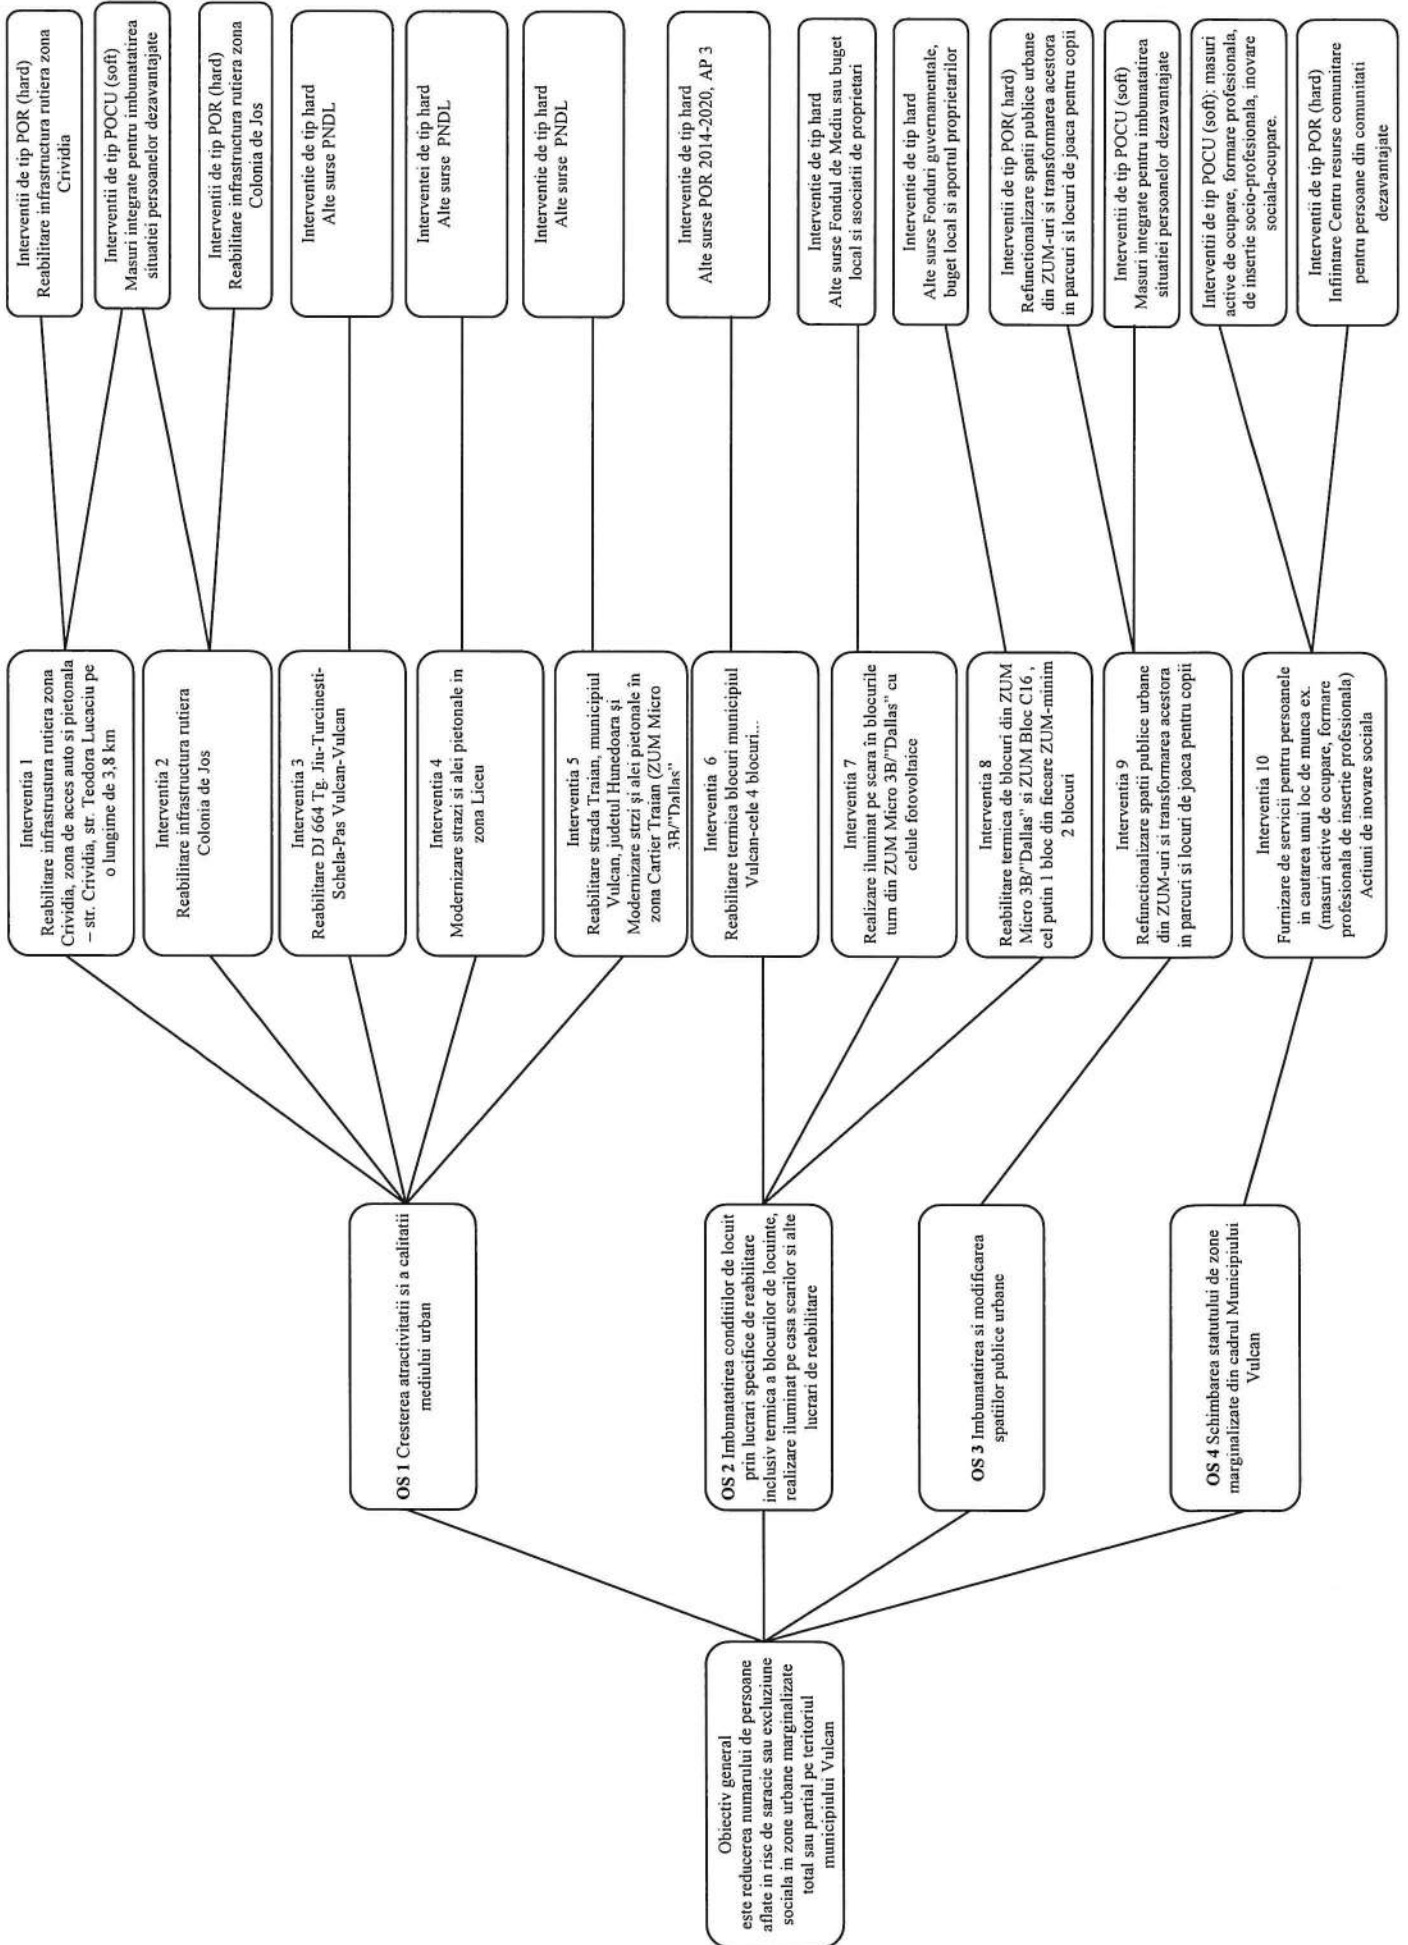 Obiectiv general
este reducerea numarului de persoane
aflate in risc de saracie sau excluziune
sociala in zone urbane marginalizate
total sau partial pe teritoriul
municipiului Vulcan
OS 1 Cresterea atractivitatii si a calitatii
mediului urban
OS 2 Imbunatatirea conditiilor de locuit
prin lucrari specifice de reabilitare
inclusiv termica a blocurilor de locuinte,
realizare iluminat pe casa scarilor si alte
lucrari de reabilitare
OS 3 Imbunatatirea si modificarea
spatiilor publice urbane
OS 4 Schimbarea statutului de zone
marginalizate din cadrul Municipiului
Vulcan
Interventia 1
Reabilitare infrastrustura rutiera zona
Crividia, zona de acces auto si pietonala
– str. Crividia, str. Teodora Lucaciu pe
o lungime de 3,8 km
Interventia 2
Reabilitare infrastructura rutiera
Colonia de Jos
Interventia 3
Reabilitare DJ 664 Tg. Jiu-Turcinesti-
Schela-Pas Vulcan-Vulcan
Interventia 4
Modernizare strazi si alei pietonale in
zona Liceu
Interventia 5
Reabilitare strada Traian, municipiul
Vulcan, judetul Hunedoara şi
Modernizare strzi şi alei pietonale în
zona Cartier Traian (ZUM Micro
3B/"Dallas"
Interventia 6
Reabilitare termica blocuri municipiul
Vulcan-cele 4 blocuri...
Interventia 7
Realizare iluminat pe scara în blocurile
turn din ZUM Micro 3B/"Dallas" cu
celule fotovoltaice
Interventia 8
Reabilitare termica de blocuri din ZUM
Micro 3B/"Dallas" si ZUM Bloc C16 ,
cel putin 1 bloc din fiecare ZUM-minim
2 blocuri
Interventia 9
Refunctionalizare spatii publice urbane
din ZUM-uri si transformarea acestora
in parcuri si locuri de joaca pentru copii
Interventia 10
Furnizare de servicii pentru persoanele
in cautarea unui loc de munca ex.
(masuri active de ocupare, formare
profesionala de insertie profesionala)
Actiuni de inovare sociala
Interventii de tip POR (hard)
Reabilitare infrastructura rutiera zona
Crividia
Interventii de tip POCU (soft)
Masuri integrate pentru imbunatatirea
situatiei persoanelor dezavantajate
Interventii de tip POR (hard)
Reabilitare infrastructura rutiera zona
Colonia de Jos
Interventie de tip hard
Alte surse PNDL
Interventei de tip hard
Alte surse PNDL
Interventie de tip hard
Alte surse PNDL
Interventie de tip hard
Alte surse POR 2014-2020, AP 3
Interventie de tip hard
Alte surse Fondul de Mediu sau buget
local si asociatii de proprietari
Interventie de tip hard
Alte surse Fonduri guvernamentale,
buget local si aportul proprietarilor
Interventii de tip POR( hard)
Refunctionalizare spatii publice urbane
din ZUM-uri si transformarea acestora
in parcuri si locuri de joaca pentru copii
Interventii de tip POCU (soft)
Masuri integrate pentru imbunatatirea
situatiei persoanelor dezavantajate
Interventii de tip POCU (soft): masuri
active de ocupare, formare profesionala,
de insertie socio-profesionala, inovare
sociala-ocupare.
Interventii de tip POR (hard)
Infiintare Centru resurse comunitare
pentru persoane din comunitati
dezavantajate